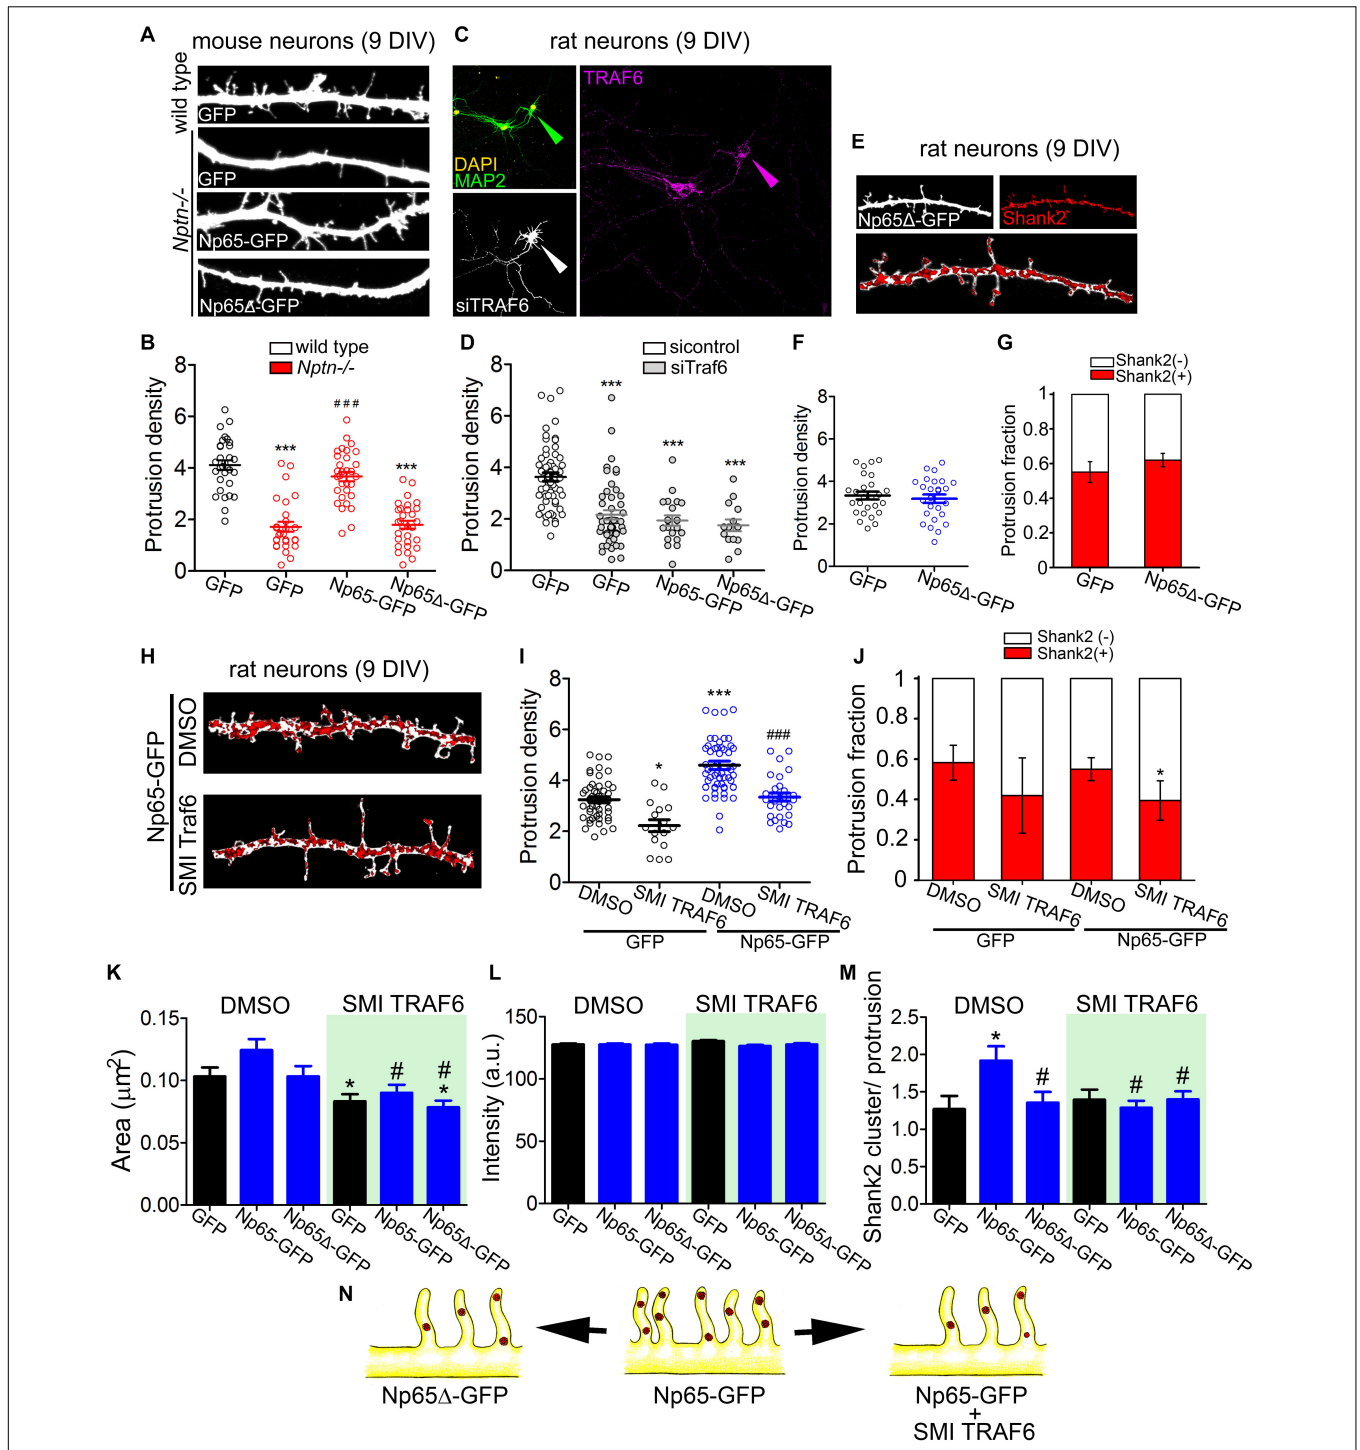 A
mouse neurons (9 DIV)
wild type
GFP
Nptn-/-
GFP
Np65-GFP
Np65Δ-GFP
C
rat neurons (9 DIV)
DAPI
MAP2
siTRAF6
TRAF6
E
rat neurons (9 DIV)
Np65Δ-GFP
Shank2
B
wild type
Nptn-/-
Protrusion density
8
6
4
2
0
***
###
***
GFP
GFP
Np65-GFP
Np65Δ-GFP
D
sicontrol
siTraf6
Protrusion density
8
6
4
2
0
***
***
***
GFP
GFP
Np65-GFP
Np65Δ-GFP
F
Protrusion density
8
6
4
2
0
GFP
Np65Δ-GFP
G
Shank2(-)
Shank2(+)
Protrusion fraction
1
0.8
0.6
0.4
0.2
0
GFP
Np65Δ-GFP
H
rat neurons (9 DIV)
Np65-GFP
DMSO
SMI Traf6
I
Protrusion density
8
6
4
2
0
*
***
###
DMSO
SMI TRAF6
DMSO
SMI TRAF6
GFP
Np65-GFP
J
Shank2 (-)
Shank2(+)
Protrusion fraction
1
0.8
0.6
0.4
0.2
0
*
DMSO
SMI TRAF6
DMSO
SMI TRAF6
GFP
Np65-GFP
K
DMSO
SMI TRAF6
Area (μm2)
0.15
0.10
0.05
0.00
*
#
#
*
GFP
Np65-GFP
Np65Δ-GFP
GFP
Np65-GFP
Np65Δ-GFP
L
DMSO
SMI TRAF6
Intensity (a.u.)
150
100
50
0
GFP
Np65-GFP
Np65Δ-GFP
GFP
Np65-GFP
Np65Δ-GFP
M
DMSO
SMI TRAF6
Shank2 cluster/ protrusion
2.5
2.0
1.5
1.0
0.5
0.0
*
#
#
#
GFP
Np65-GFP
Np65Δ-GFP
GFP
Np65-GFP
Np65Δ-GFP
N
Np65Δ-GFP
Np65-GFP
Np65-GFP
+
SMI TRAF6